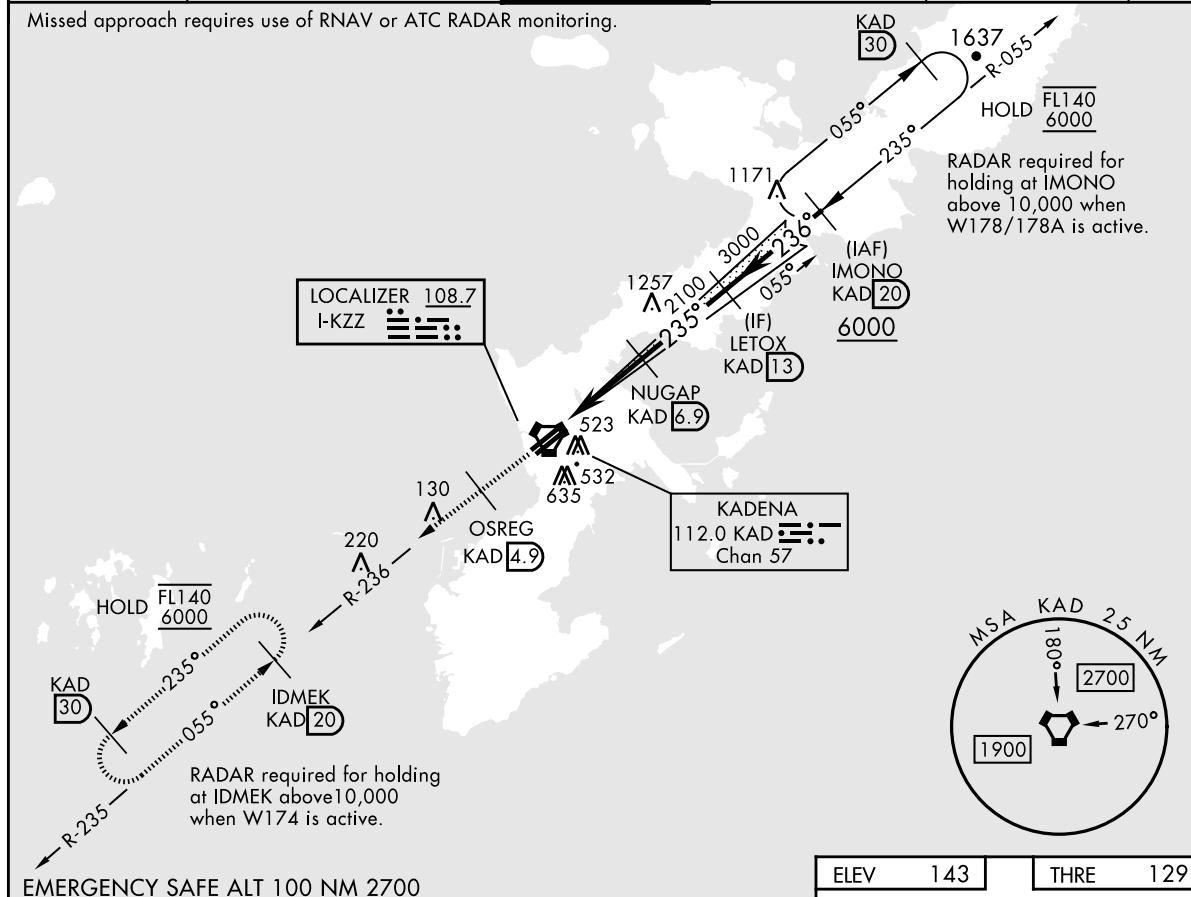 Missed approach requires use of RNAV or ATC RADAR monitoring.
KAD
30
1637
R-055
HOLD
FL140
6000
055°
235°
RADAR required for
holding at IMONO
above 10,000 when
W178/178A is active.
1171
236°
3000
(IAF)
IMONO
KAD 20
6000
055°
1257
2100
235°
(IF)
LETOX
KAD 13
LOCALIZER 108.7
I-KZZ
NUGAP
KAD 6.9
523
532
635
130
OSREG
KAD 4.9
KADENA
112.0 KAD
Chan 57
220
R-236
HOLD
FL140
6000
235°
055°
KAD
30
IDMEK
KAD 20
RADAR required for holding
at IDMEK above10,000
when W174 is active.
R-235
MSA KAD 25 NM
180°
2700
270°
1900
EMERGENCY SAFE ALT 100 NM 2700
ELEV 143
THRE 129